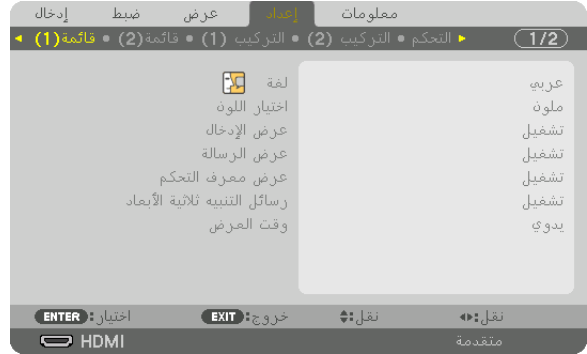 إدخال ضبط عرض إعداد معلومات
قائمة(1) • قائمة(2) • التركيب (1) • التركيب (2) • التحكم (1/2)
لغة عربي
اختيار اللون ملون
عرض الإدخال تشغيل
عرض الرسالة تشغيل
عرض معرف التحكم تشغيل
رسائل التنبيه ثلاثية الأبعاد تشغيل
وقت العرض يدوي
ENTER: اختيار EXIT: خروج نقل: نقل:
HDMI متقدمة